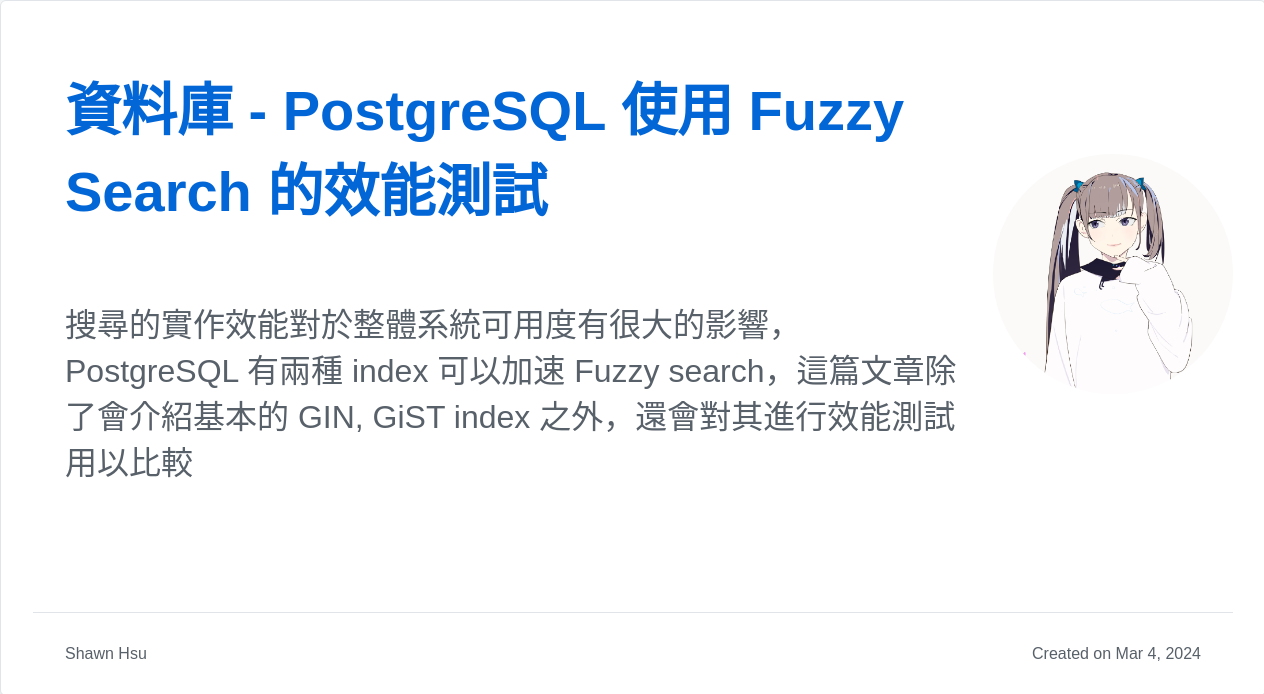 資料庫 - PostgreSQL 使用 Fuzzy
Search 的效能測試
搜尋的實作效能對於整體系統可用度有很大的影響，
PostgreSQL 有兩種 index 可以加速 Fuzzy search，這篇文章除
了會介紹基本的 GIN, GiST index 之外，還會對其進行效能測試
用以比較
Shawn Hsu
Created on Mar 4, 2024